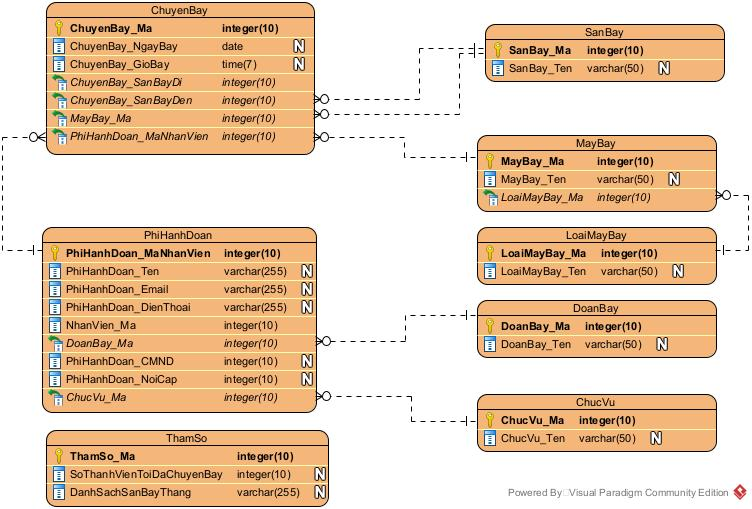 ChuyenBay
ChuyenBay_Ma integer(10)
ChuyenBay_NgayBay date N
ChuyenBay_GioBay time(7) N
ChuyenBay_SanBayDi integer(10)
ChuyenBay_SanBayDen integer(10)
MayBay_Ma integer(10)
PhiHanhDoan_MaNhanVien integer(10)
SanBay
SanBay_Ma integer(10)
SanBay_Ten varchar(50) N
MayBay
MayBay_Ma integer(10)
MayBay_Ten varchar(50) N
LoaiMayBay_Ma integer(10)
PhiHanhDoan
PhiHanhDoan_MaNhanVien integer(10)
PhiHanhDoan_Ten varchar(255) N
PhiHanhDoan_Email varchar(255) N
PhiHanhDoan_DienThoai varchar(255) N
NhanVien_Ma integer(10)
DoanBay_Ma integer(10)
PhiHanhDoan_CMND integer(10) N
PhiHanhDoan_NoiCap integer(10) N
ChucVu_Ma integer(10)
LoaiMayBay
LoaiMayBay_Ma integer(10)
LoaiMayBay_Ten varchar(50) N
DoanBay
DoanBay_Ma integer(10)
DoanBay_Ten varchar(50) N
ChucVu
ChucVu_Ma integer(10)
ChucVu_Ten varchar(50) N
ThamSo
ThamSo_Ma integer(10)
SoThanhVienToiDaChuyenBay integer(10) N
DanhSachSanBayThang varchar(255) N
Powered By Visual Paradigm Community Edition